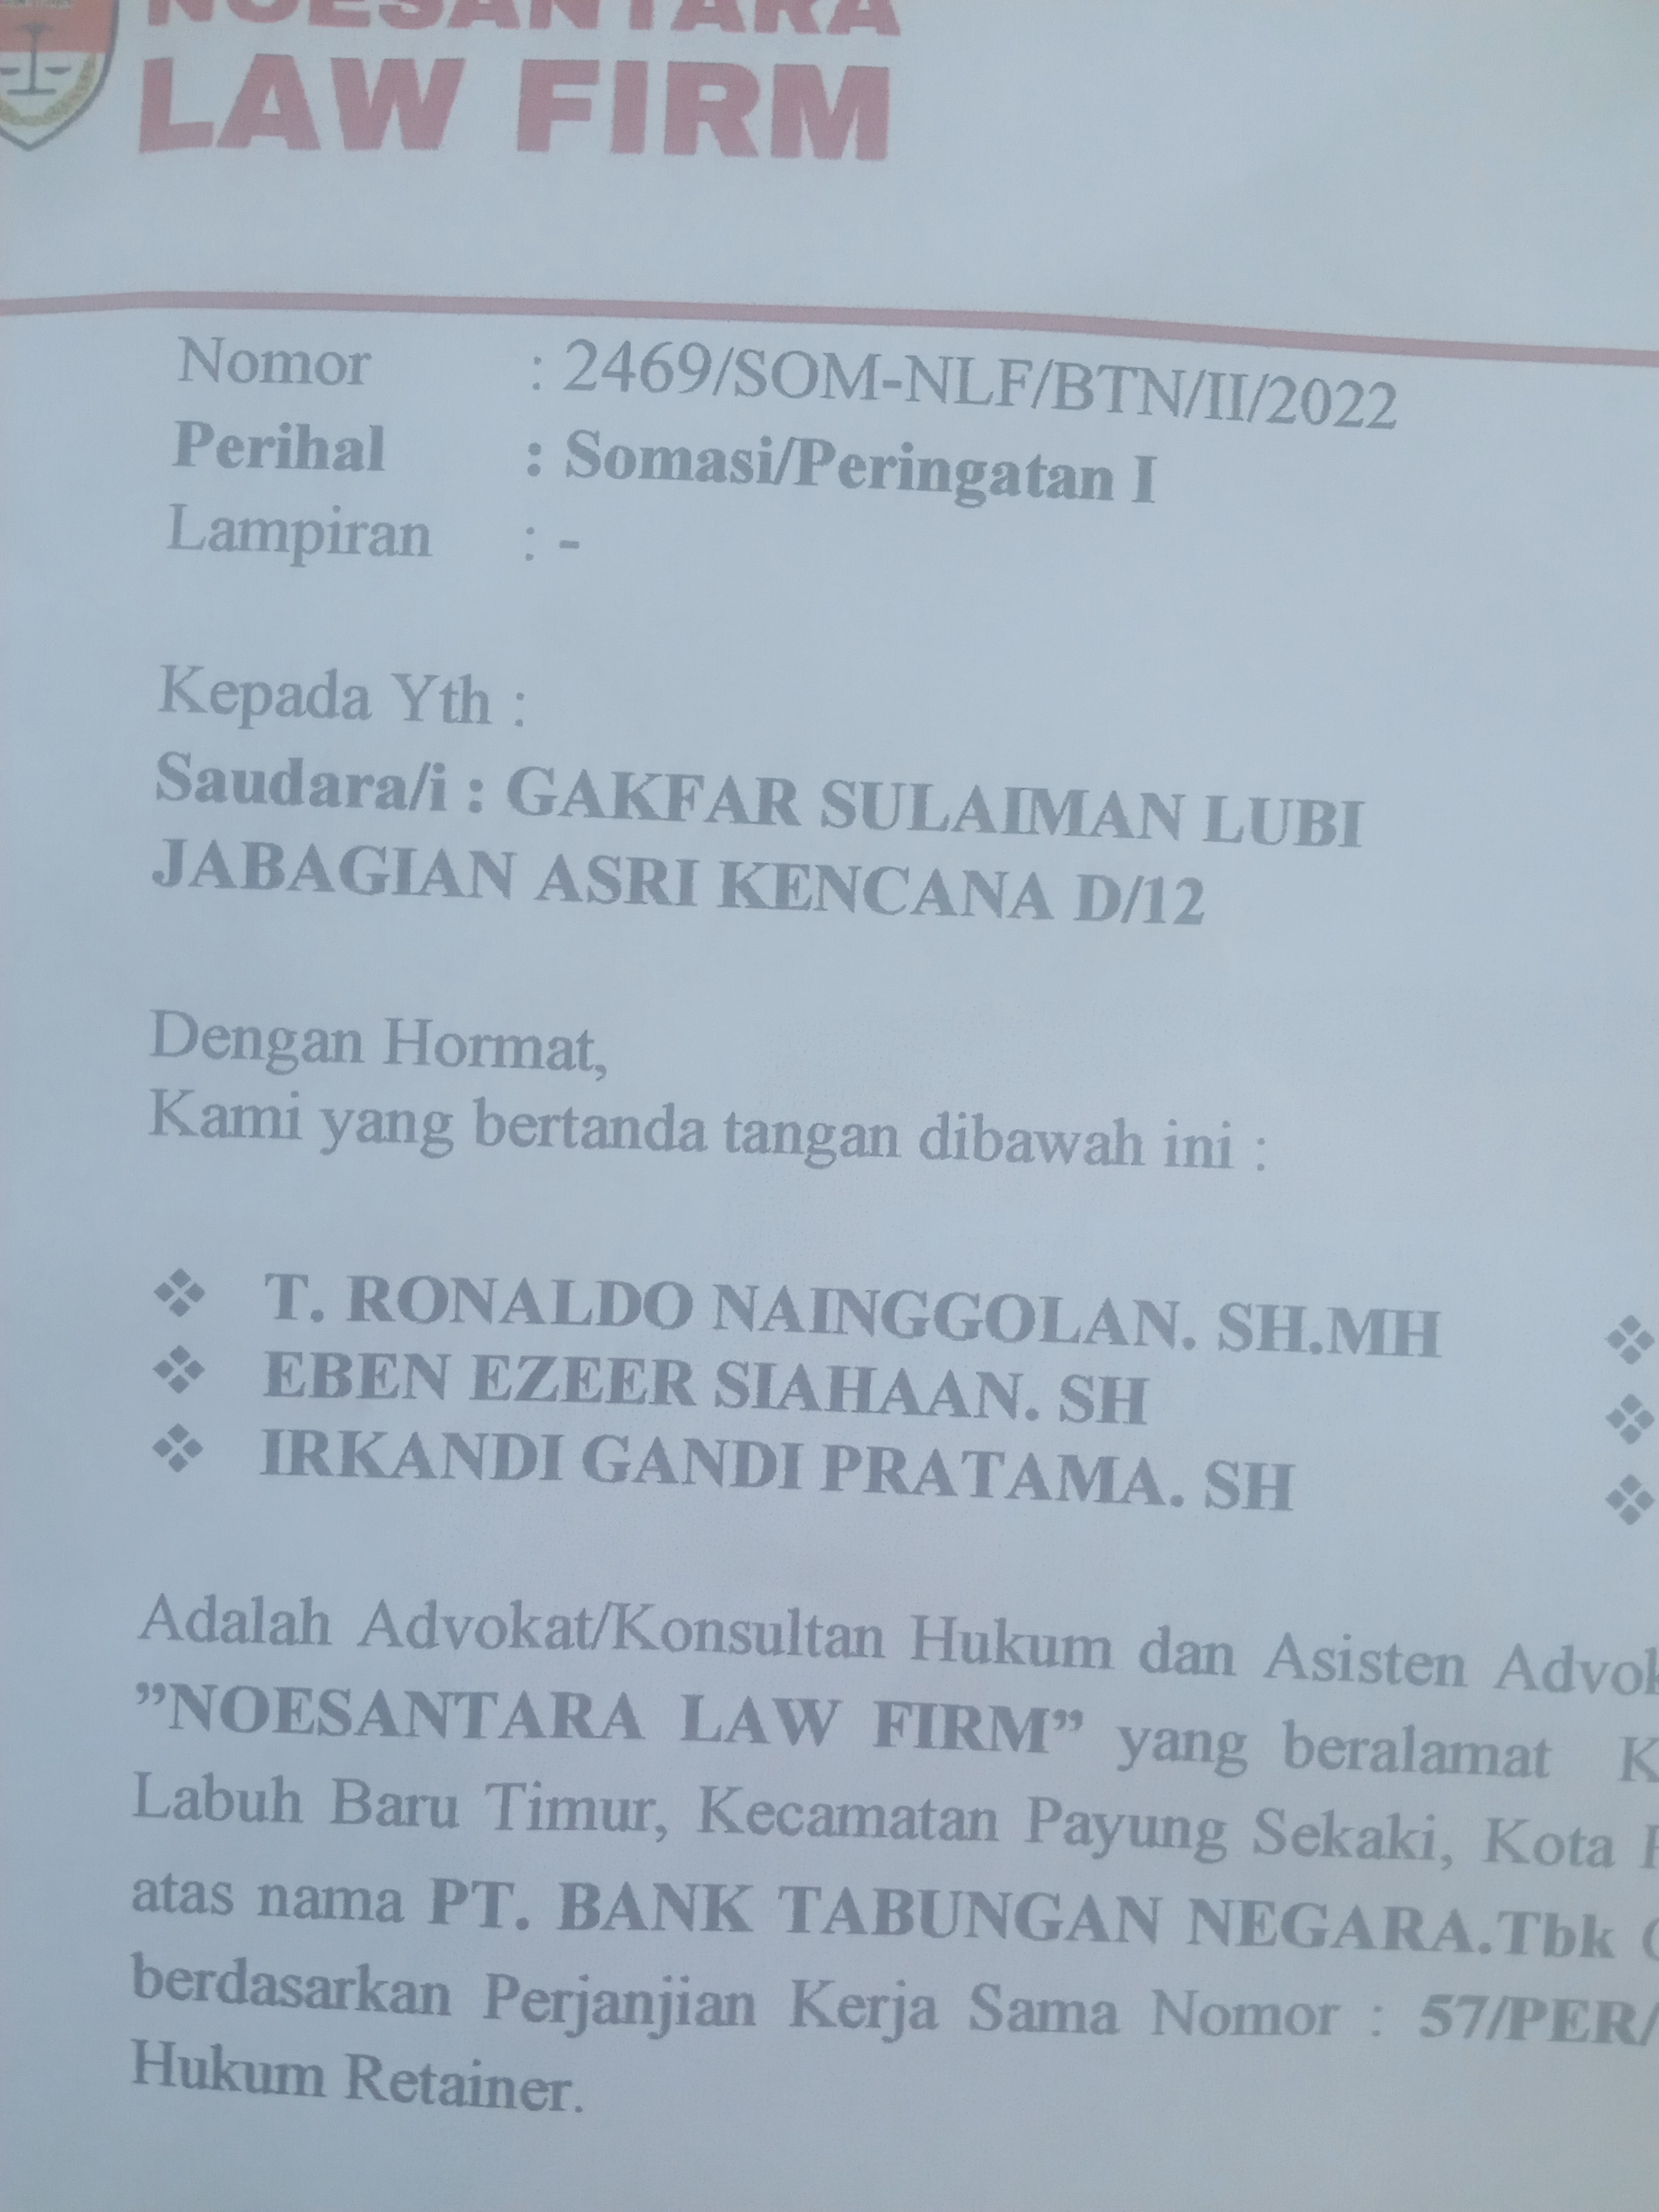 NOESANTARA
LAW FIRM
Nomor : 2469/SOM-NLF/BTN/II/2022
Perihal : Somasi/Peringatan I
Lampiran : -
Kepada Yth :
Saudara/i : GAKFAR SULAIMAN LUBI
JABAGIAN ASRI KENCANA D/12
Dengan Hormat,
Kami yang bertanda tangan dibawah ini :
❖ T. RONALDO NAINGGOLAN. SH.MH ❖
❖ EBEN EZEER SIAHAAN. SH ❖
❖ IRKANDI GANDI PRATAMA. SH ❖
Adalah Advokat/Konsultan Hukum dan Asisten
”NOESANTARA LAW FIRM” yang beralamat
Labuh Baru Timur, Kecamatan Payung Sekaki, Kota
atas nama PT. BANK TABUNGAN NEGARA.Tbk
berdasarkan Perjanjian Kerja Sama Nomor : 57/PER/
Hukum Retainer.